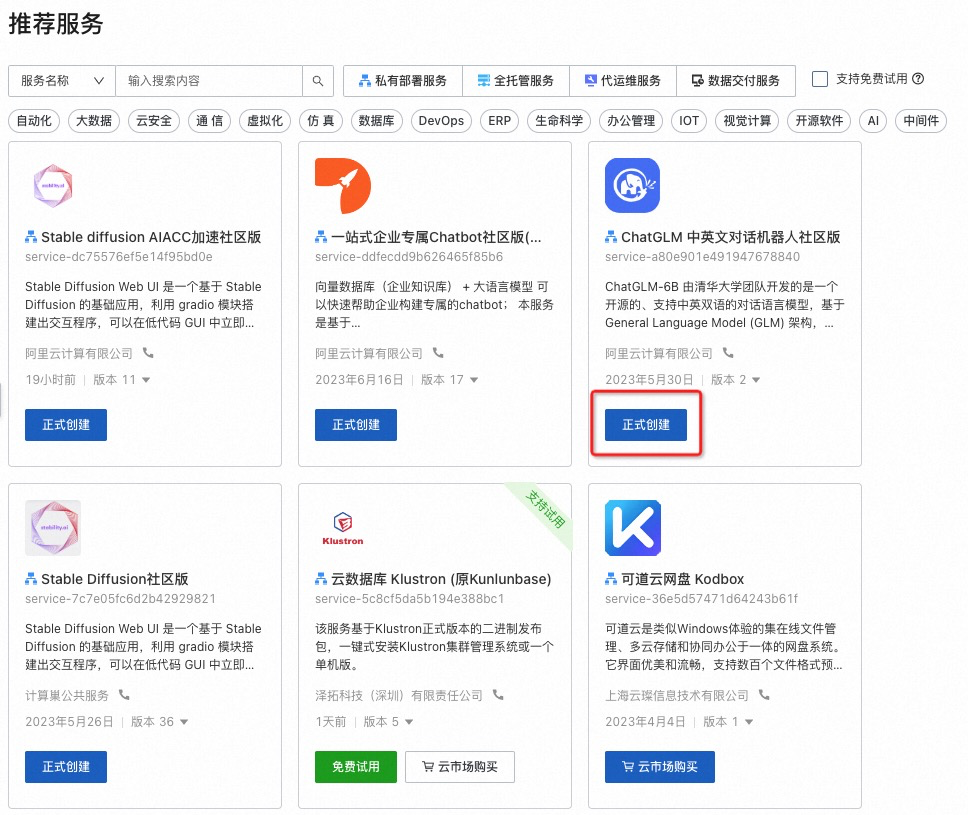 推荐服务
服务名称 输入搜索内容 私有部署服务 全托管服务 代运维服务 数据交付服务 支持免费试用
自动化 大数据 云安全 通 信 虚拟化 仿 真 数据库 DevOps ERP 生命科学 办公管理 IOT 视觉计算 开源软件 AI 中间件
stability.ai
Stable diffusion AIACC加速社区版
service-dc75576ef5e14f95bd0e
Stable Diffusion Web UI 是一个基于 Stable
Diffusion 的基础应用，利用 gradio 模块搭
建出交互程序，可以在低代码 GUI 中立即...
阿里云计算有限公司
19小时前 版本 11
正式创建
一站式企业专属Chatbot社区版(...
service-ddfecdd9b626465f85b6
向量数据库（企业知识库） + 大语言模型 可
以快速帮助企业构建专属的chatbot； 本服务
是基于...
阿里云计算有限公司
2023年6月16日 版本 17
正式创建
ChatGLM 中英文对话机器人社区版
service-a80e901e491947678840
ChatGLM-6B 由清华大学团队开发的是一个
开源的、支持中英双语的对话语言模型，基于
General Language Model (GLM) 架构，...
阿里云计算有限公司
2023年5月30日 版本 2
正式创建
stability.ai
Stable Diffusion社区版
service-7c7e05fc6d2b42929821
Stable Diffusion Web UI 是一个基于 Stable
Diffusion 的基础应用，利用 gradio 模块搭
建出交互程序，可以在低代码 GUI 中立即...
计算巢公共服务
2023年5月26日 版本 36
正式创建
支持试用
Klustron
云数据库 Klustron (原Kunlunbase)
service-5c8cf5da5b194e388bc1
该服务基于Klustron正式版本的二进制发布
包，一键式安装Klustron集群管理系统或一个
单机版。
泽拓科技（深圳）有限责任公司
1天前 版本 5
免费试用 云市场购买
K
可道云网盘 Kodbox
service-36e5d57471d64243b61f
可道云是类似Windows体验的集在线文件管
理、多云存储和协同办公于一体的网盘系统。
它界面优美和流畅，支持数百个文件格式预...
上海云璨信息技术有限公司
2023年4月4日 版本 1
云市场购买